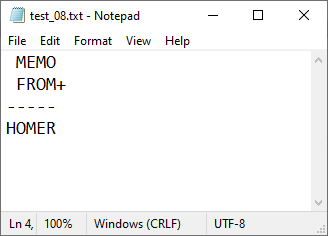 test_08.txt - Notepad
File Edit Format View Help
 MEMO
 FROM+
-----
HOMER
Ln 4, 100% Windows (CRLF) UTF-8